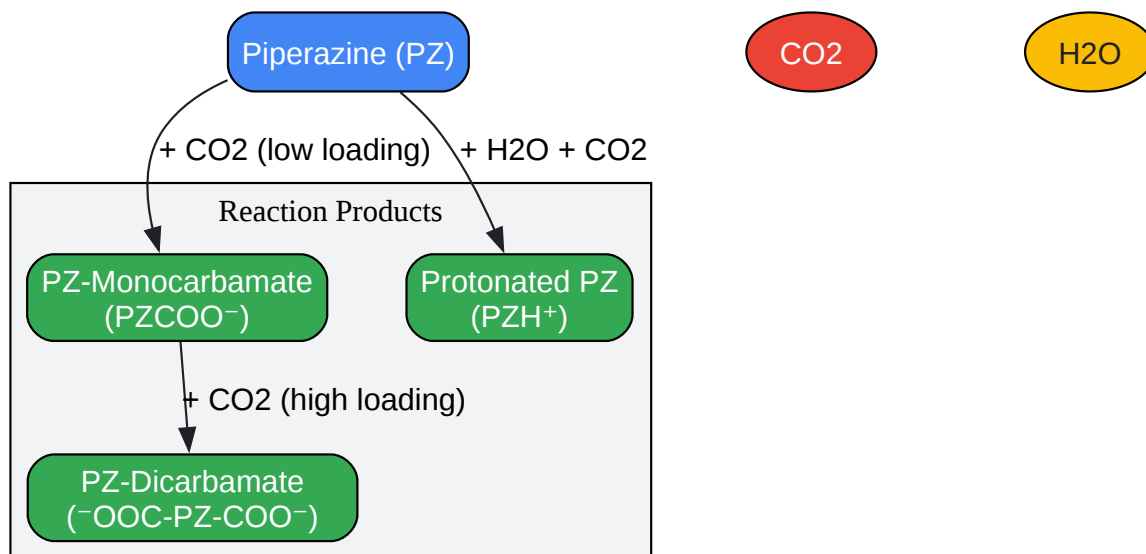 Piperazine (PZ)
CO2
H2O
+ CO2 (low loading)
+ H2O + CO2
Reaction Products
PZ-Monocarbamate
(PZCOO⁻)
Protonated PZ
(PZH⁺)
+ CO2 (high loading)
PZ-Dicarbamate
(⁻OOC-PZ-COO⁻)